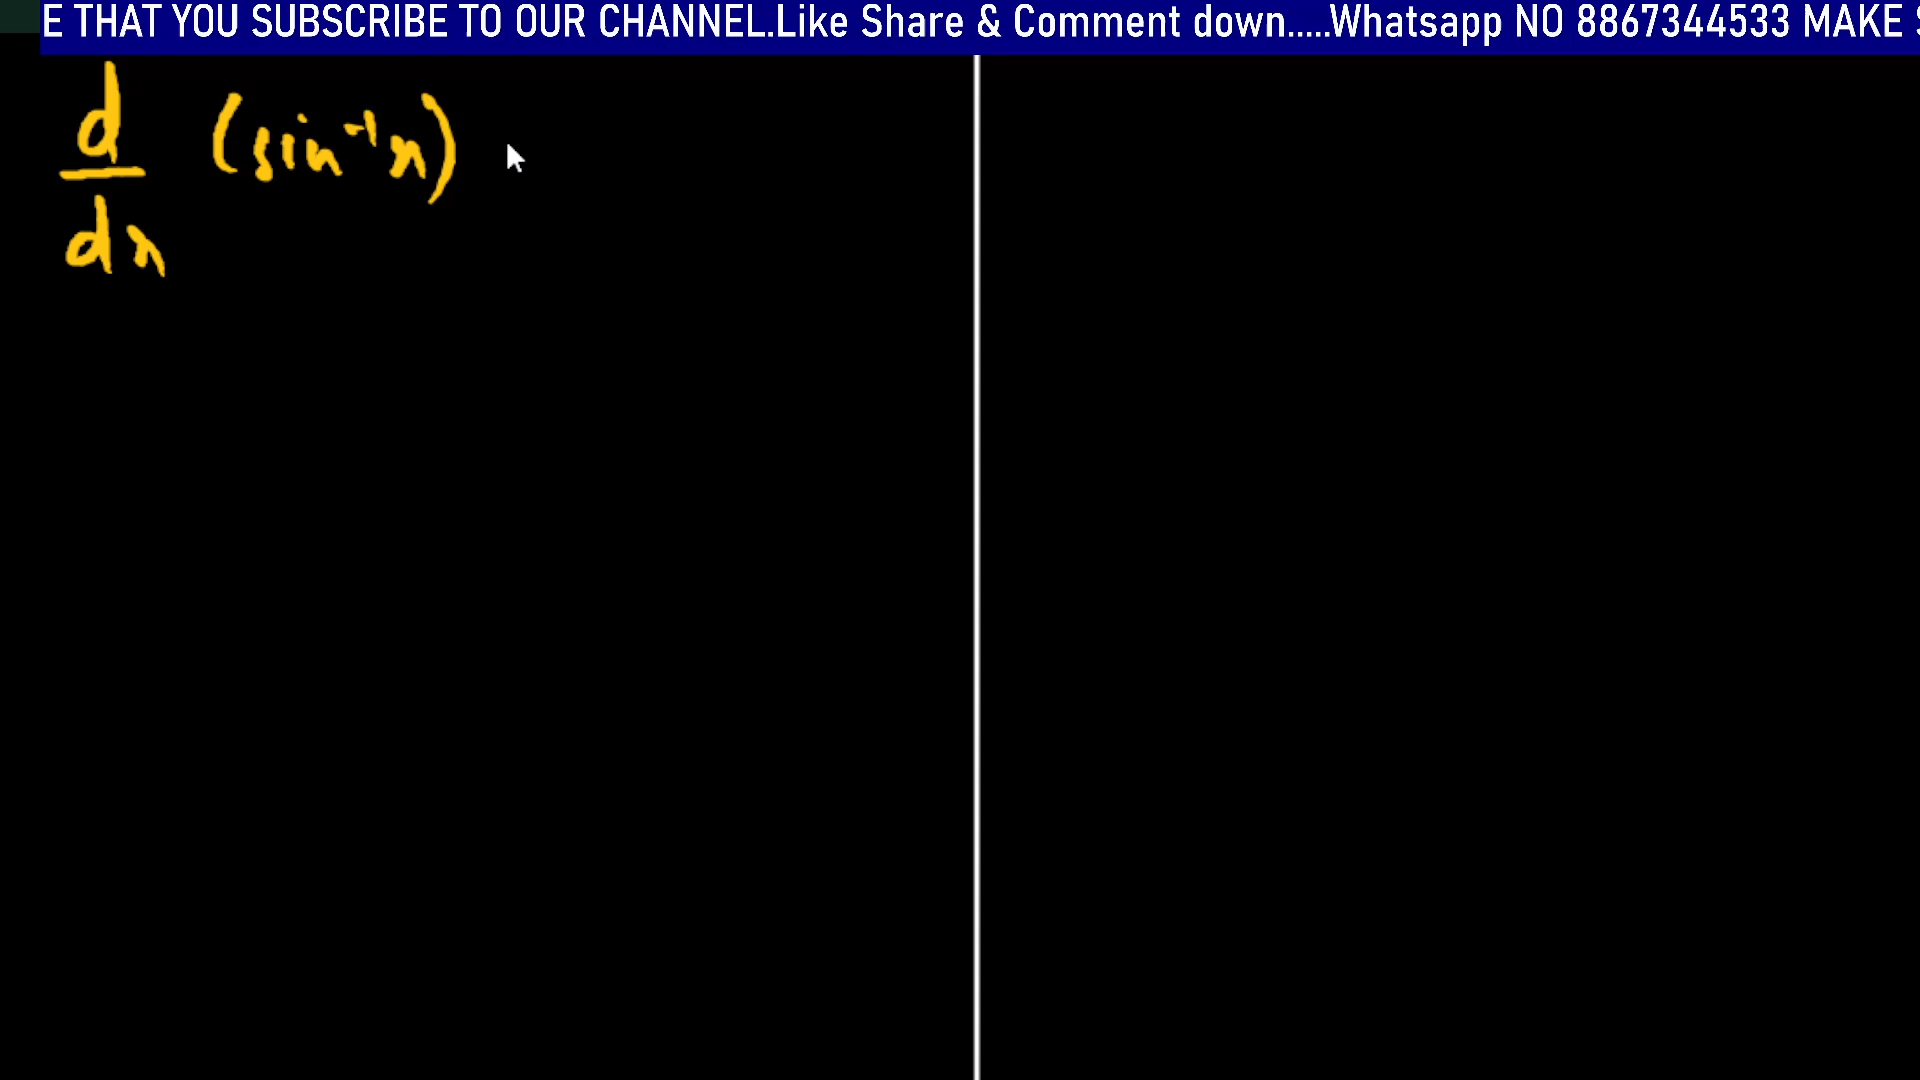 E THAT YOU SUBSCRIBE TO OUR CHANNEL.Like Share & Comment down.....Whatsapp NO 8867344533 MAKE S
d/dx (sin⁻¹x)